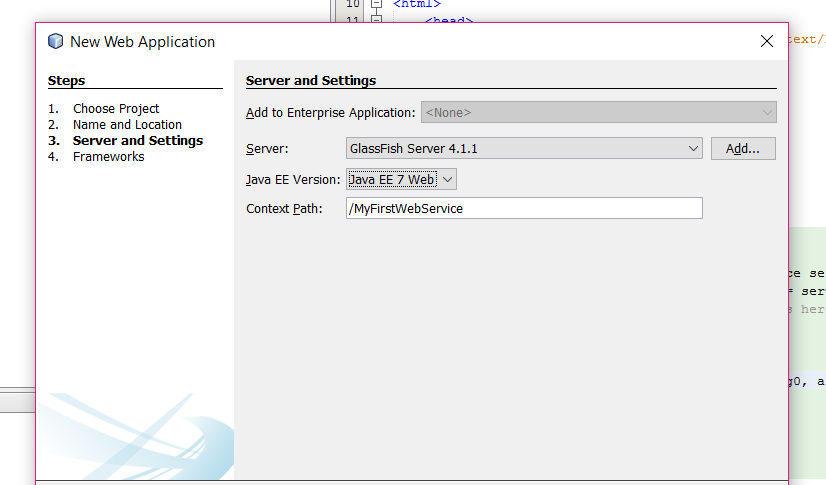 10 <html>
11 <head>
New Web Application
text/
Steps
1. Choose Project
2. Name and Location
3. Server and Settings
4. Frameworks
Server and Settings
Add to Enterprise Application: <None>
Server: GlassFish Server 4.1.1 Add...
Java EE Version: Java EE 7 Web
Context Path: /MyFirstWebService
ce se
= serv
s her
g0, a